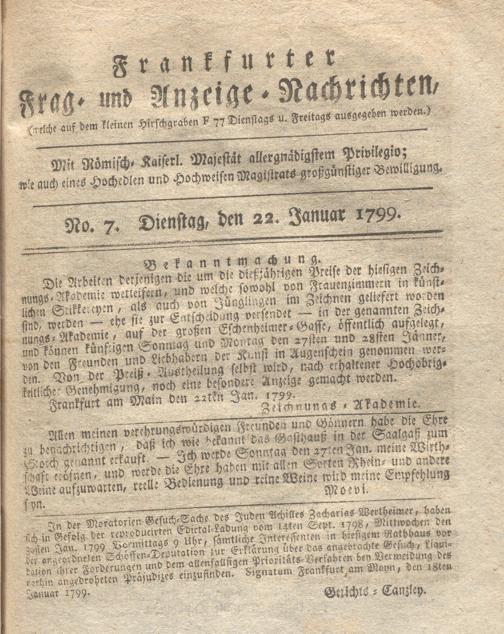 Frankfurter
Frag- und Anzeige-Nachrichten,
(welche auf dem kleinen Hirschgraben F 77 Dienstags u. Freitags ausgegeben werden.)
Mit Römisch-Kaiserl. Majestät allergnädigstem Privilegio;
wie auch eines Hochedlen und Hochweisen Magistrats großgünstiger Bewilligung.
No. 7. Dienstag, den 22. Januar 1799.
Bekanntmachung.
Die Arbeiten derjenigen die um die dießjährigen Preise der hiesigen Zeich-
nungs-Akademie wetteifern, und welche sowohl von Frauenzimmern in künst-
lichen Stickereyen, als auch von Jünglingen im Zeichnen geliefert worden
sind, werden — ehe sie zur Entscheidung versendet — in der genannten Zeich-
nungs-Akademie, auf der großen Eschenheimer-Gasse, öffentlich aufgelegt,
und können künftigen Sonntag und Montag den 27sten und 28sten Jänner,
von den Freunden und Liebhabern der Kunst in Augenschein genommen wer-
den. Von der Preiß-Austheilung selbst wird, nach erhaltener Hochobrig-
keitlicher Genehmigung, noch eine besondere Anzeige gemacht werden.
Frankfurt am Main den 22ten Jan. 1799.
Zeichnungs-Akademie.
Allen meinen verehrungswürdigen Freunden und Gönnern habe die Ehre
zu benachrichtigen, daß ich wie bekannt das Gasthauß in der Saalgaß zum
Storch genannt erkauft. — Ich werde Sonntag den 27ten Jan. meine Wirth-
schaft eröfnen, und werde die Ehre haben mit allen Sorten Rhein- und andere
Weine aufzuwarten, reelle Bedienung und reine Weine wird meine Empfehlung
seyn.
In der Moratorien Gesuch-Sache des Juden Achilles Zacharias Wertheimer, haben
sich in Gefolg der reproducirten Edictal-Ladung vom 14ten Sept. 1798, Mittwochen den
30sten Jan. 1799 Vormittags 9 Uhr, sämtliche Interessenten in hiesigem Rathhaus vor
der angeordneten Schöffen-Deputation zur Erklärung über das angebrachte Gesuch, Liqui-
dation ihrer Forderungen und dem allenfalsigen Prioritäts-Verfahren bey Vermeidung des
vorhin angedroheten Präjudizes einzufinden. Signatum Frankfurt am Mayn, den 18ten
Januar 1799.
Gerichts-Canzley.